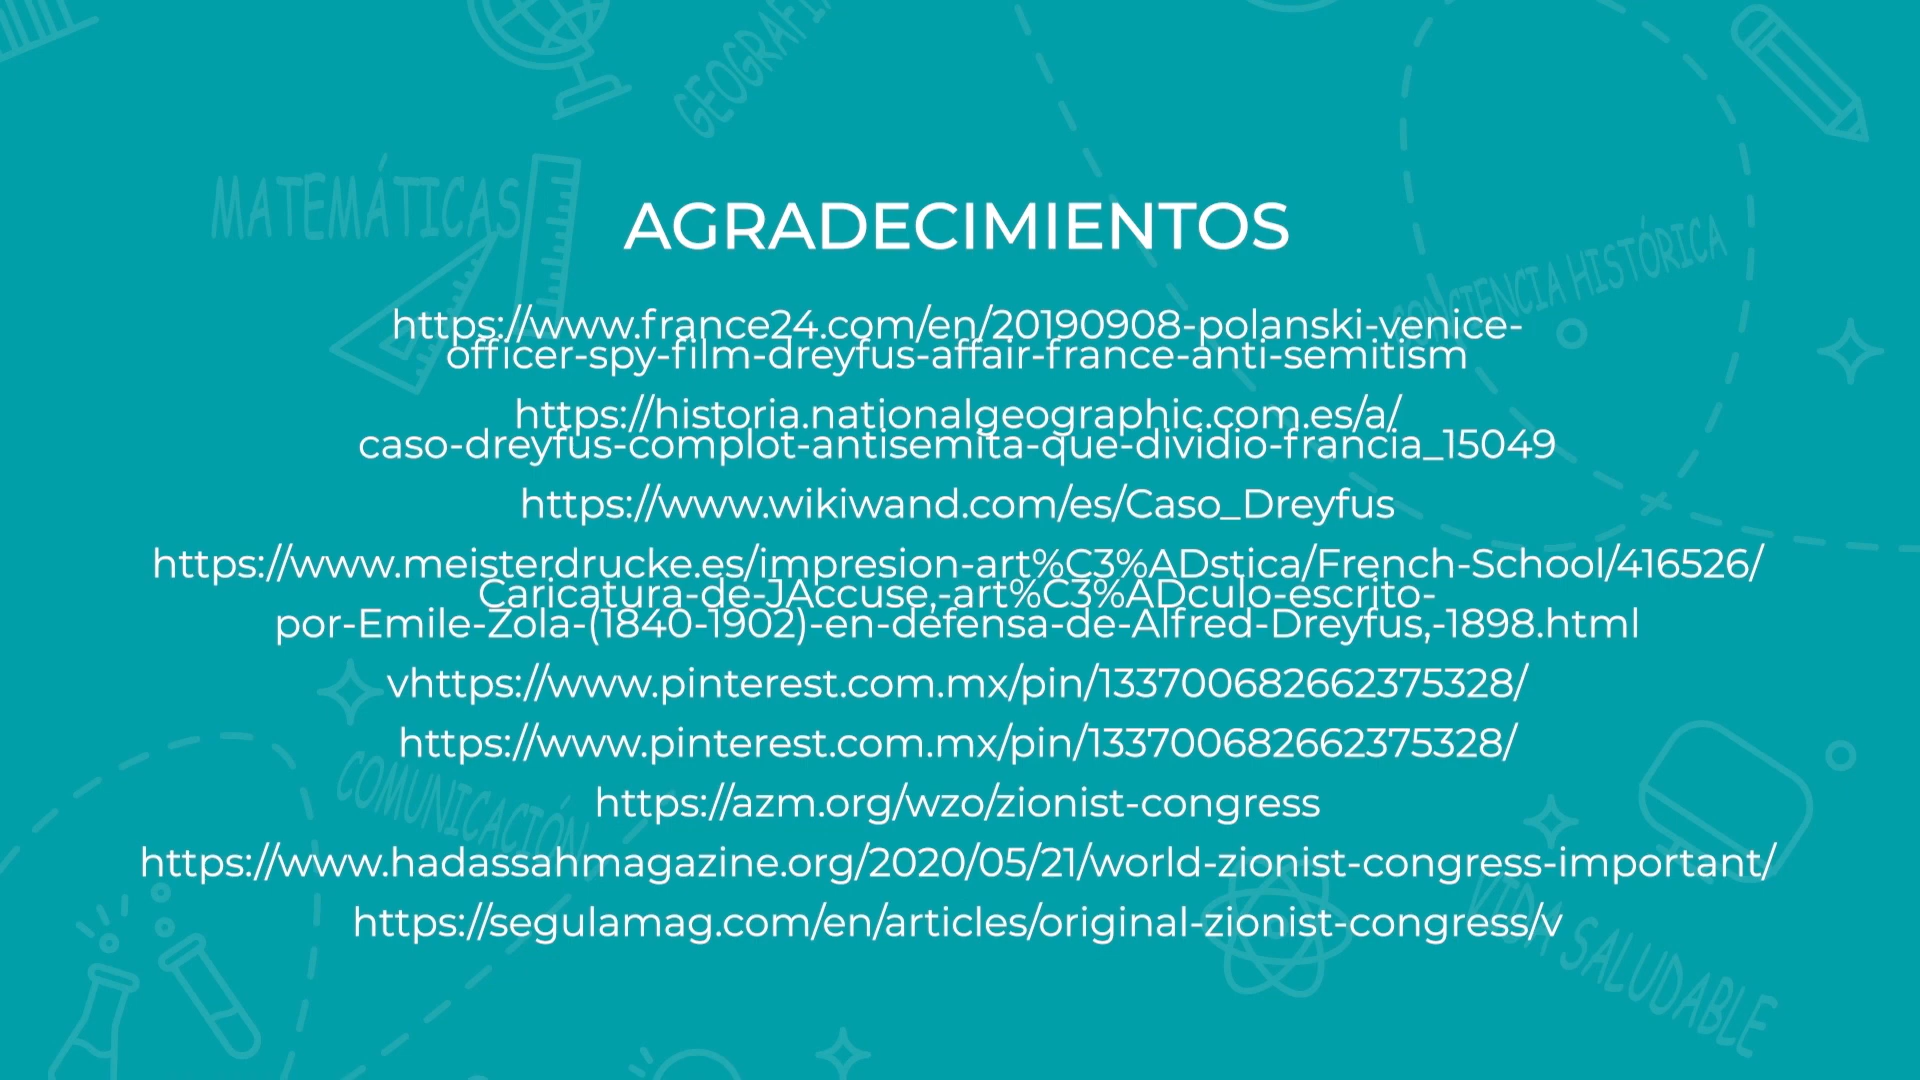 GEOGRAFÍA
MATEMÁTICAS
AGRADECIMIENTOS
CONCIENCIA HISTÓRICA
https://www.france24.com/en/20190908-polanski-venice-
officer-spy-film-dreyfus-affair-france-anti-semitism
https://historia.nationalgeographic.com.es/a/
caso-dreyfus-complot-antisemita-que-dividio-francia_15049
https://www.wikiwand.com/es/Caso_Dreyfus
https://www.meisterdrucke.es/impresion-art%C3%ADstica/French-School/416526/
Caricatura-de-JAccuse,-art%C3%ADculo-escrito-
por-Emile-Zola-(1840-1902)-en-defensa-de-Alfred-Dreyfus,-1898.html
vhttps://www.pinterest.com.mx/pin/133700682662375328/
https://www.pinterest.com.mx/pin/133700682662375328/
COMUNICACIÓN
https://azm.org/wzo/zionist-congress
https://www.hadassahmagazine.org/2020/05/21/world-zionist-congress-important/
https://segulamag.com/en/articles/original-zionist-congress/v
VIDA SALUDABLE